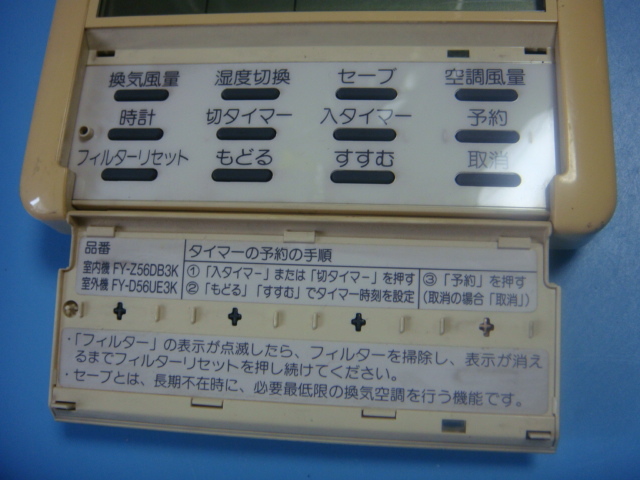 換気風量 湿度切換 セーブ 空調風量
時計 切タイマー 入タイマー 予約
フィルターリセット もどる すすむ 取消
品番
室内機 FY-Z56DB3K
室外機 FY-D56UE3K
タイマーの予約の手順
①「入タイマー」または「切タイマー」を押す
②「もどる」「すすむ」でタイマー時刻を設定
③「予約」を押す
(取消の場合「取消」)
・「フィルター」の表示が点滅したら、フィルターを掃除し、表示が消え
るまでフィルターリセットを押し続けてください。
・セーブとは、長期不在時に、必要最低限の換気空調を行う機能です。